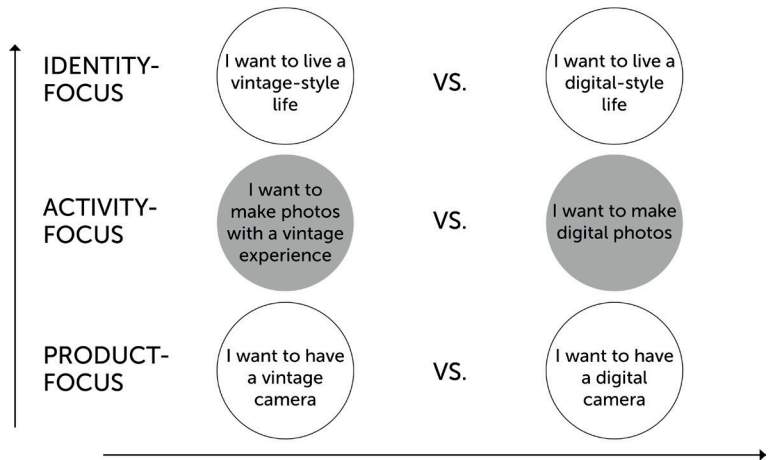 IDENTITY-
FOCUS
I want to live a
vintage-style
life
VS.
I want to live a
digital-style
life
ACTIVITY-
FOCUS
I want to
make photos
with a vintage
experience
VS.
I want to make
digital photos
PRODUCT-
FOCUS
I want to have
a vintage
camera
VS.
I want to have
a digital
camera